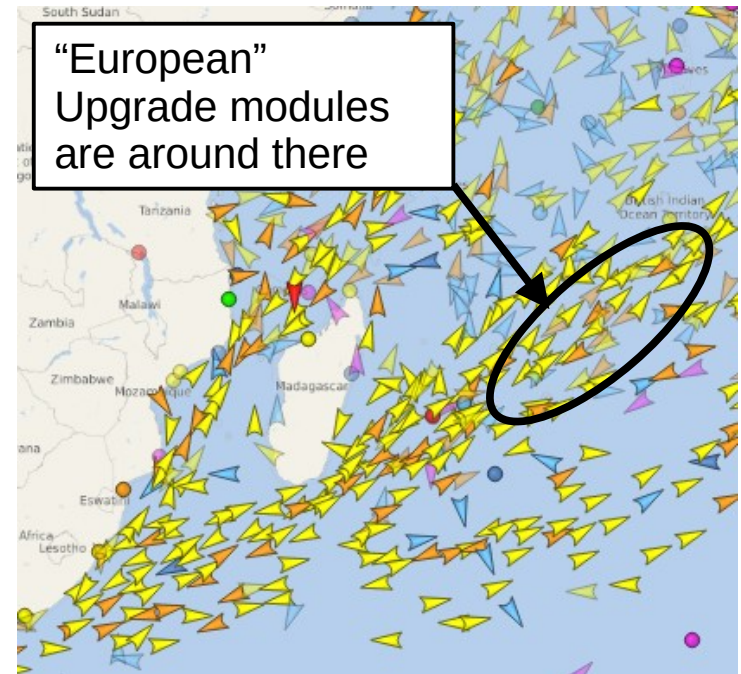 South Sudan
“European”
Upgrade modules
are around there
Tanzania
British Indian
Ocean Territory
Malawi
Zambia
Zimbabwe
Mozambique
Madagascar
ana
Eswatini
Africa
Lesotho